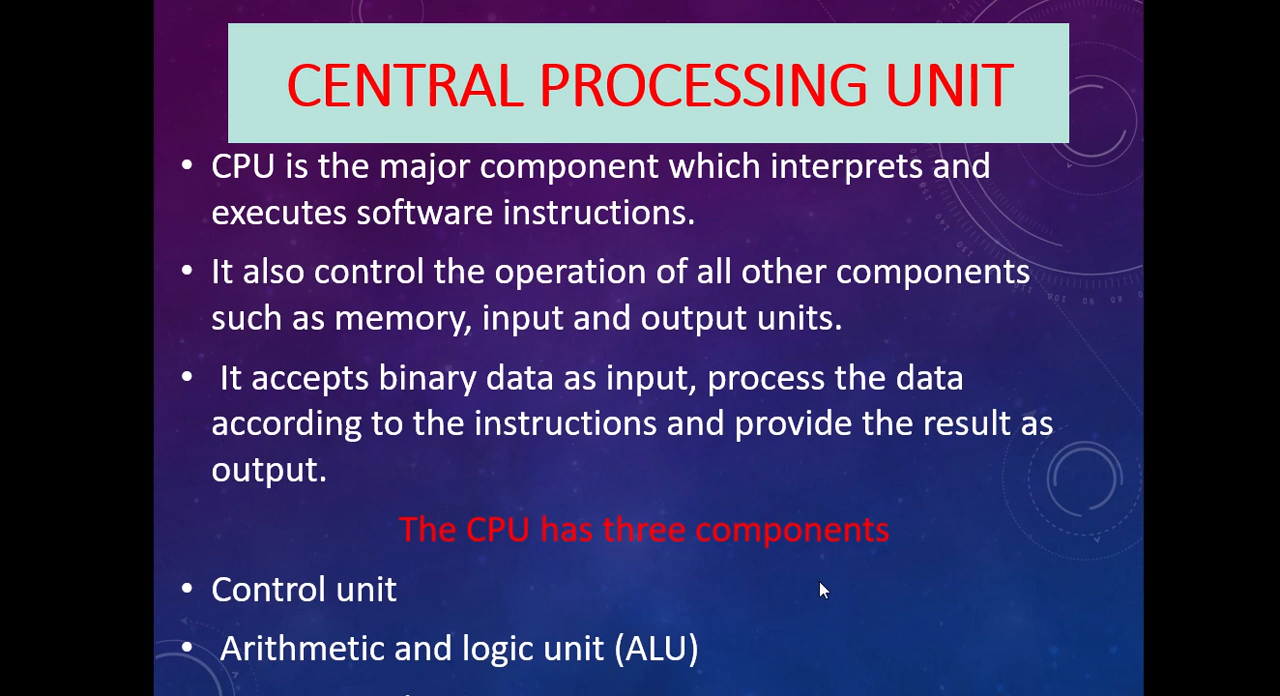 CENTRAL PROCESSING UNIT
• CPU is the major component which interprets and
executes software instructions.
• It also control the operation of all other components
such as memory, input and output units.
• It accepts binary data as input, process the data
according to the instructions and provide the result as
output.
The CPU has three components
• Control unit
• Arithmetic and logic unit (ALU)